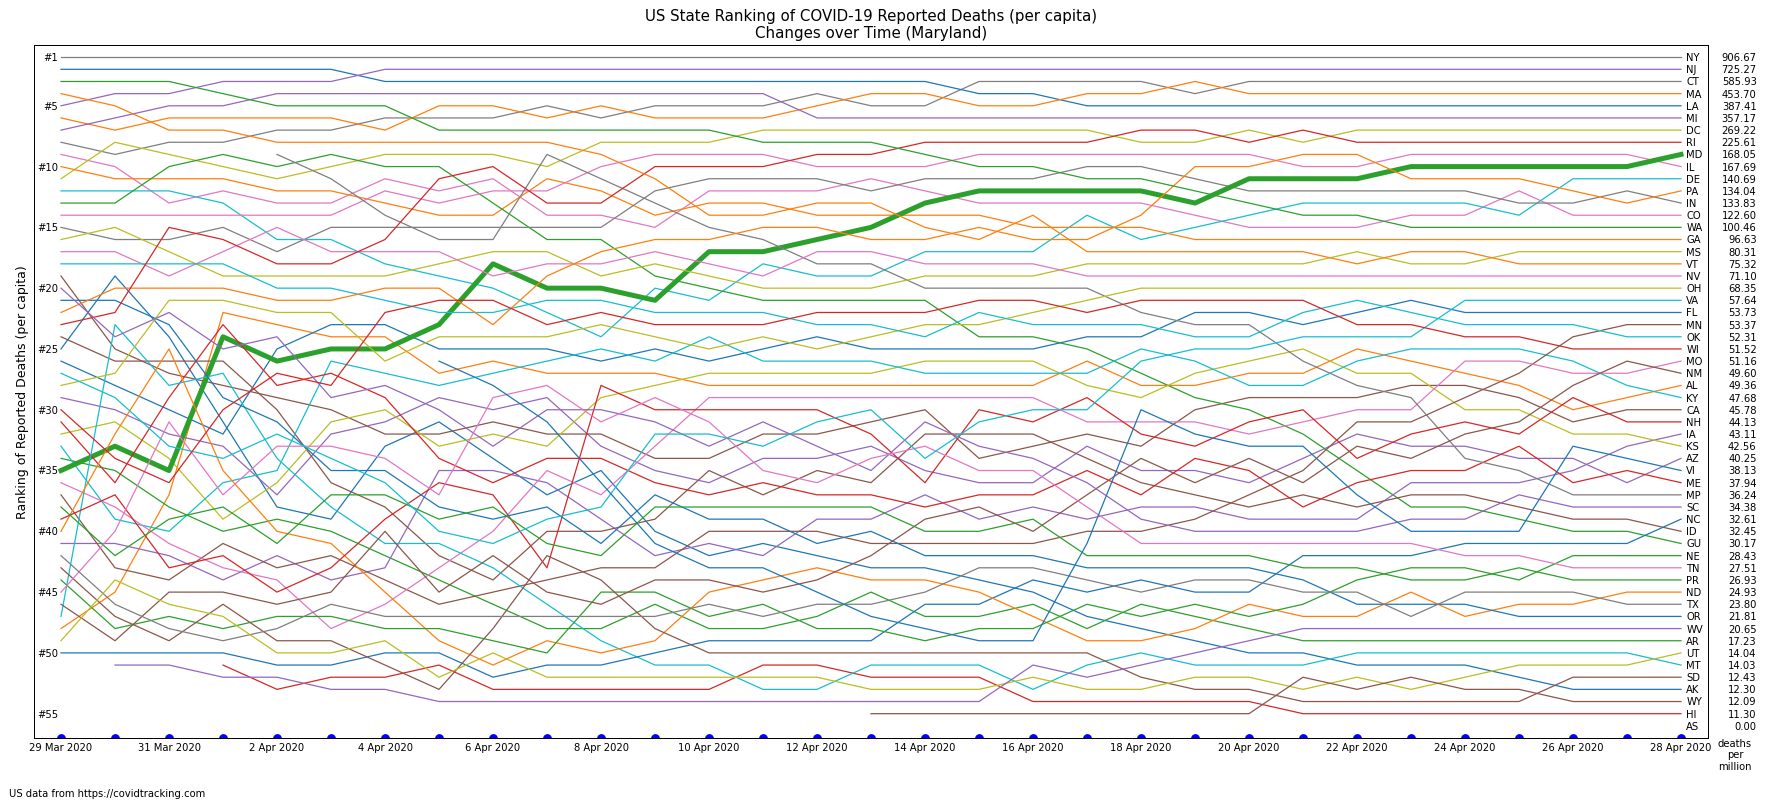 US State Ranking of COVID-19 Reported Deaths (per capita)
Changes over Time (Maryland)
Ranking of Reported Deaths (per capita)
#1
#5
#10
#15
#20
#25
#30
#35
#40
#45
#50
#55
NY 906.67
NJ 725.27
CT 585.93
MA 453.70
LA 387.41
MI 357.17
DC 269.22
RI 225.61
MD 168.05
IL 167.69
DE 140.69
PA 134.04
IN 133.83
CO 122.60
WA 100.46
GA 96.63
MS 80.31
VT 75.32
NV 71.10
OH 68.35
VA 57.64
FL 53.73
MN 53.37
OK 52.31
WI 51.52
MO 51.16
NM 49.60
AL 49.36
KY 47.68
CA 45.78
NH 44.13
IA 43.11
KS 42.56
AZ 40.25
VI 38.13
ME 37.94
MP 36.24
SC 34.38
NC 32.61
ID 32.45
GU 30.17
NE 28.43
TN 27.51
PR 26.93
ND 24.93
TX 23.80
OR 21.81
WV 20.65
AR 17.23
UT 14.04
MT 14.03
SD 12.43
AK 12.30
WY 12.09
HI 11.30
AS 0.00
29 Mar 2020 31 Mar 2020 2 Apr 2020 4 Apr 2020 6 Apr 2020 8 Apr 2020 10 Apr 2020 12 Apr 2020 14 Apr 2020 16 Apr 2020 18 Apr 2020 20 Apr 2020 22 Apr 2020 24 Apr 2020 26 Apr 2020 28 Apr 2020
deaths
per
million
US data from https://covidtracking.com